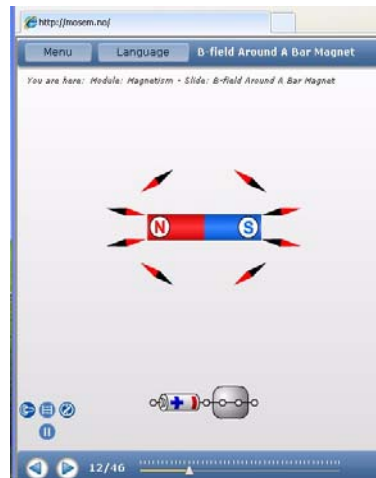 http://mosem.no/
Menu Language B-field Around A Bar Magnet
You are here: Module: Magnetism - Slide: B-field Around A Bar Magnet
N S
12/46